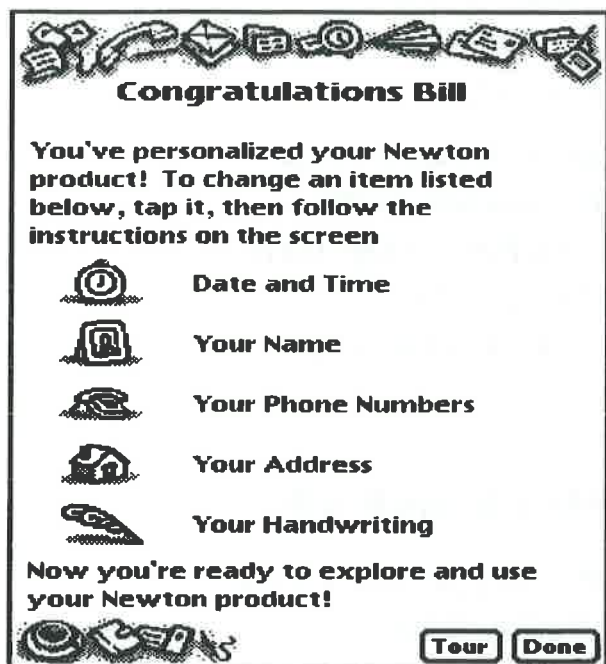 Congratulations Bill
You've personalized your Newton
product! To change an item listed
below, tap it, then follow the
instructions on the screen
Date and Time
Your Name
Your Phone Numbers
Your Address
Your Handwriting
Now you're ready to explore and use
your Newton product!
Tour Done